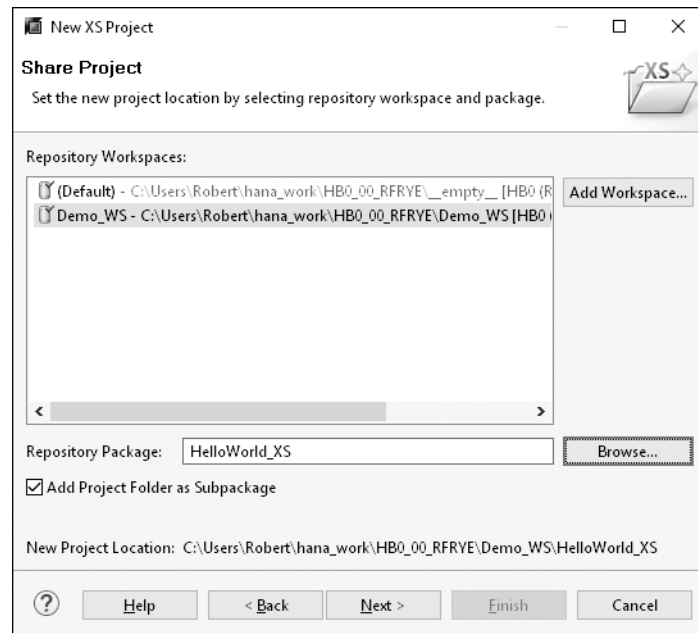 New XS Project
Share Project
Set the new project location by selecting repository workspace and package.
XS
Repository Workspaces:
(Default) - C:\Users\Robert\hana_work\HB0_00_RFRYE\__empty__ [HB0 (R
Add Workspace...
Demo_WS - C:\Users\Robert\hana_work\HB0_00_RFRYE\Demo_WS [HB0 (
Repository Package: HelloWorld_XS Browse...
Add Project Folder as Subpackage
New Project Location: C:\Users\Robert\hana_work\HB0_00_RFRYE\Demo_WS\HelloWorld_XS
? Help < Back Next > Finish Cancel